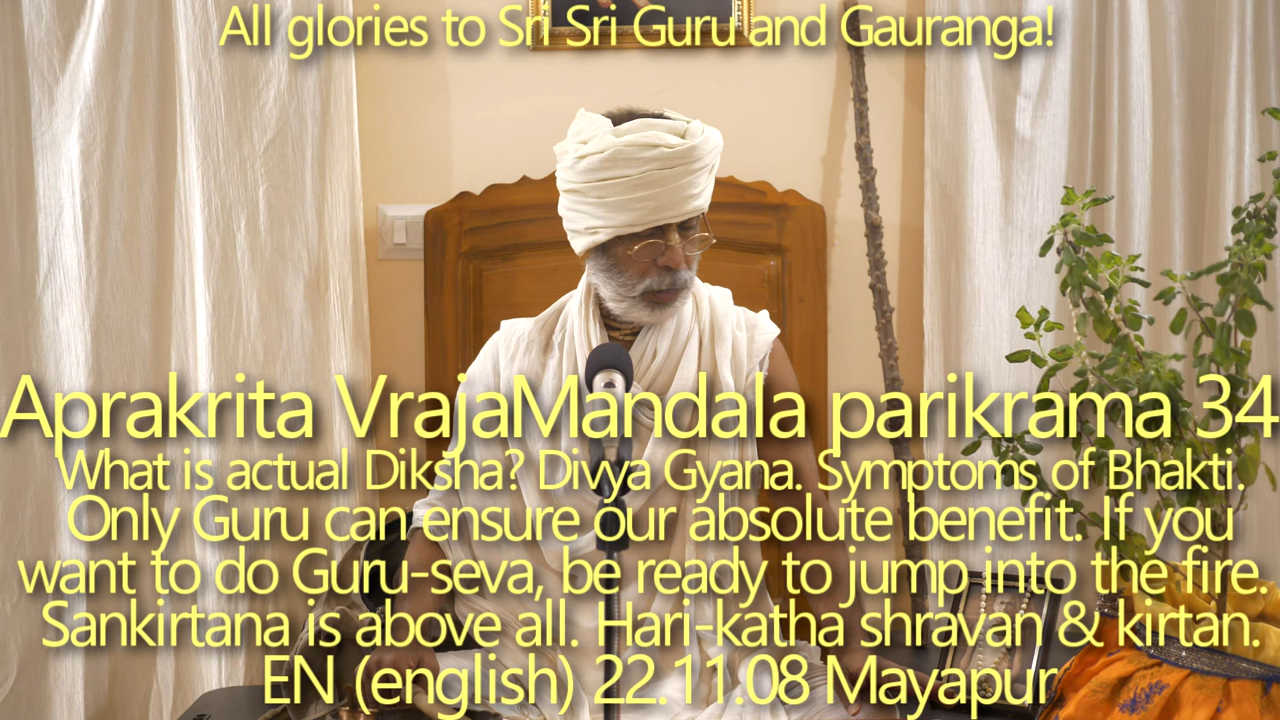 All glories to Sri Sri Guru and Gauranga!
Aprakrita VrajaMandala parikrama 34
What is actual Diksha? Divya Gyana. Symptoms of Bhakti.
Only Guru can ensure our absolute benefit. If you
want to do Guru-seva, be ready to jump into the fire.
Sankirtana is above all. Hari-katha shravan & kirtan.
EN (english) 22.11.08 Mayapur